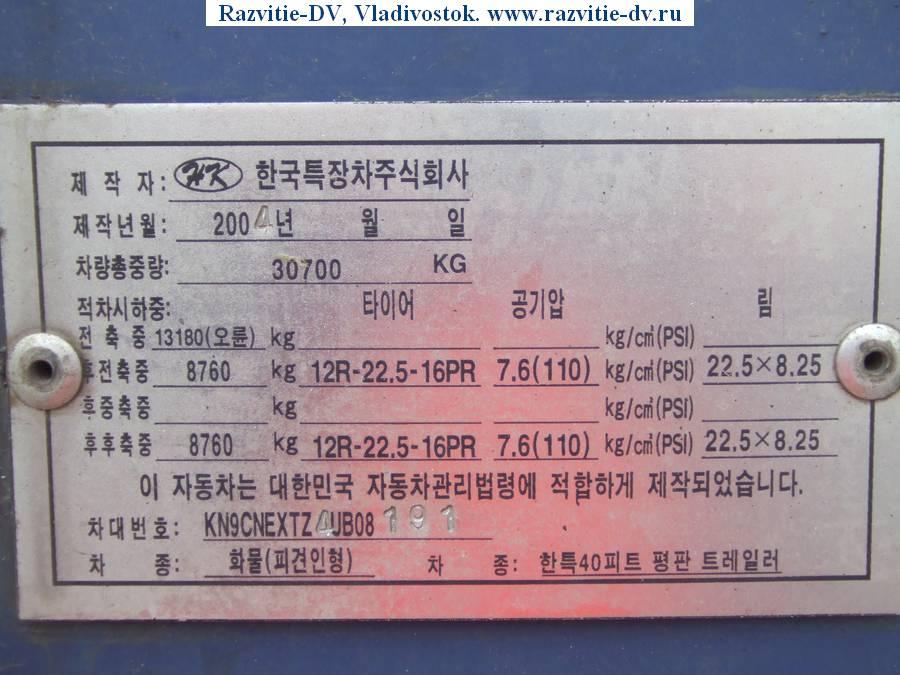 Razvitie-DV, Vladivostok. www.razvitie-dv.ru
제 작 자: HK 한국특장차주식회사
제작년월: 2004년 월 일
차량총중량: 30700 KG
적차시하중: 타이어 공기압 림
전 축 중 13180(오륜) kg kg/㎠(PSI)
후전축중 8760 kg 12R-22.5-16PR 7.6(110) kg/㎠(PSI) 22.5×8.25
후중축중 kg kg/㎠(PSI)
후후축중 8760 kg 12R-22.5-16PR 7.6(110) kg/㎠(PSI) 22.5×8.25
이 자동차는 대한민국 자동차관리법령에 적합하게 제작되었습니다.
차대번호: KN9CNEXTZ4UB08191
차 종: 화물(피견인형) 차 종: 한특40피트 평판 트레일러